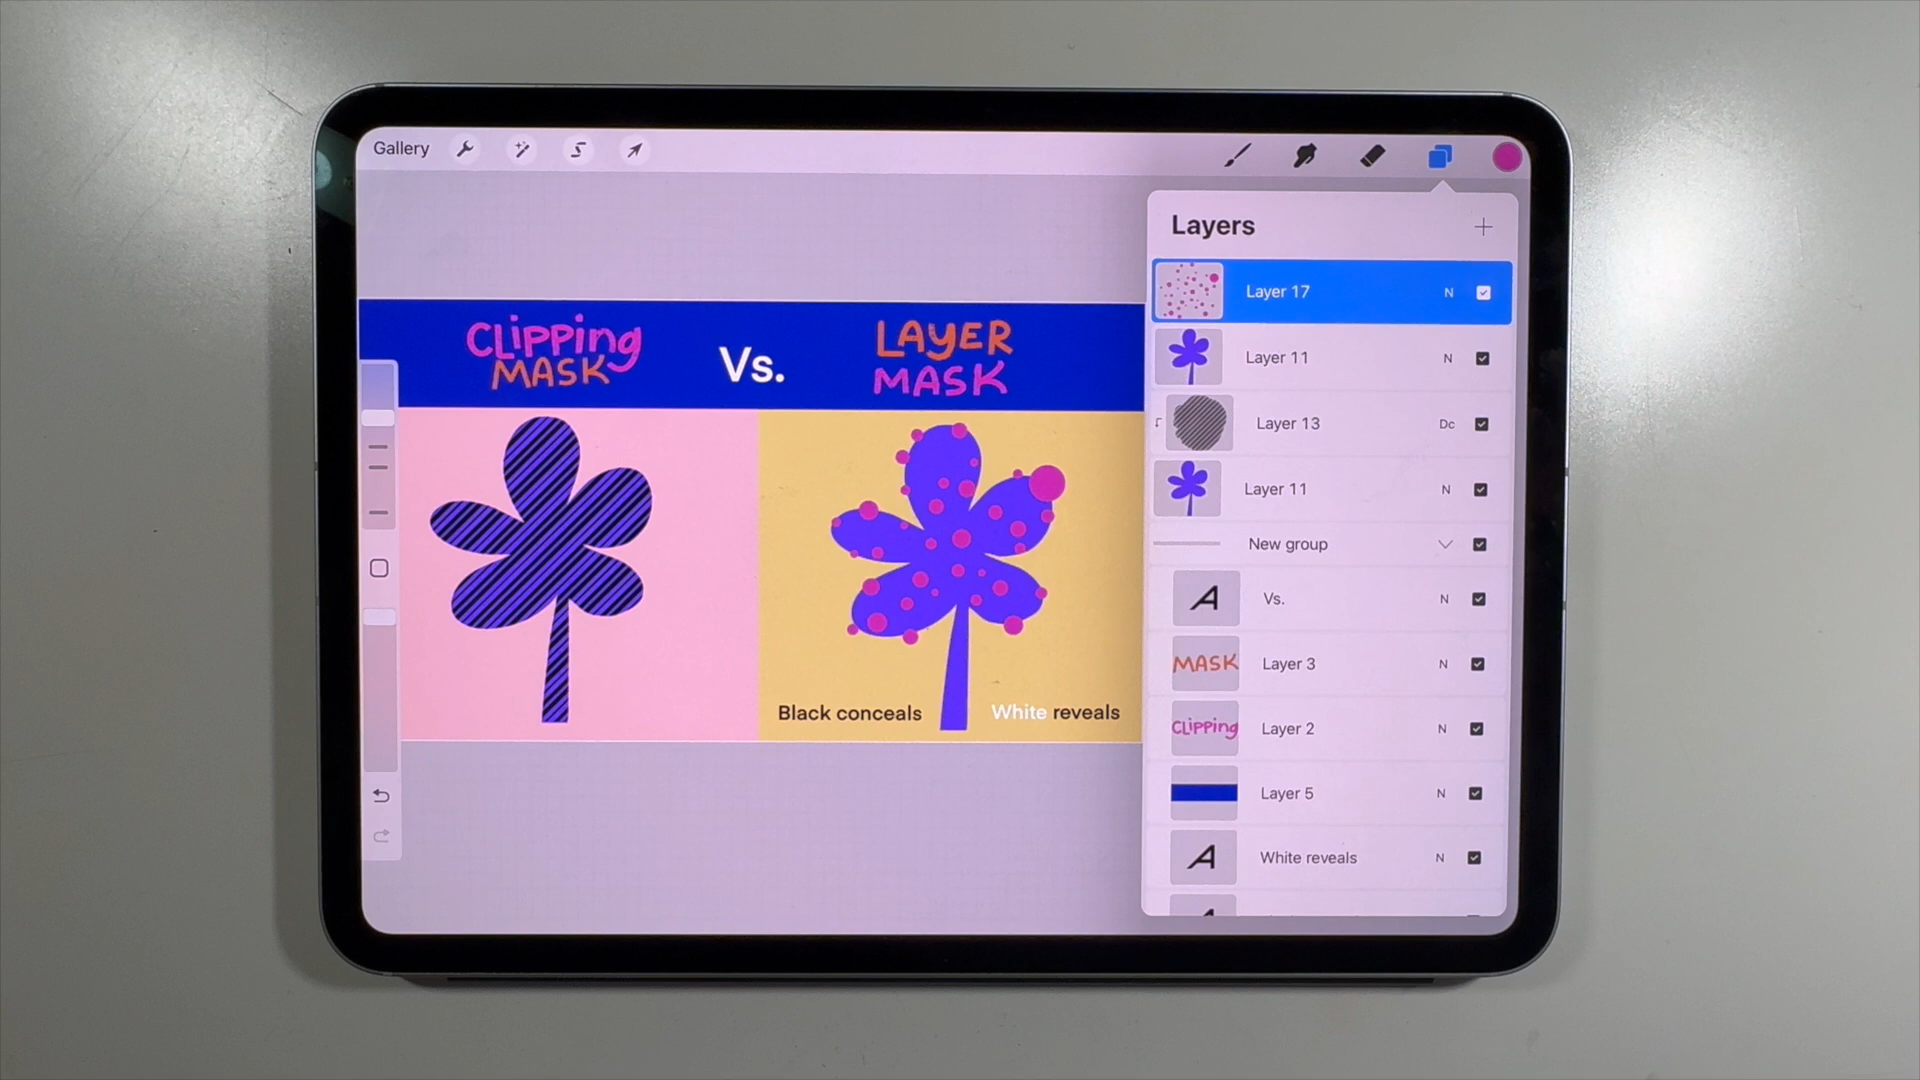 Gallery
Clipping
MASK
Vs.
LAYER
MASK
Black conceals
White reveals
Layers
Layer 17
N
Layer 11
N
Layer 13
Dc
Layer 11
N
New group
A
Vs.
N
MASK
Layer 3
N
Clipping
Layer 2
N
Layer 5
N
A
White reveals
N